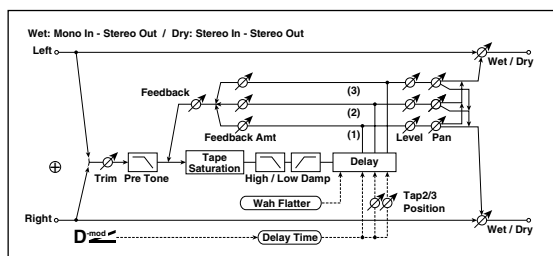 Wet: Mono In - Stereo Out / Dry: Stereo In - Stereo Out
Left
Wet / Dry
Feedback
(3)
(2)
(1)
Feedback Amt
Level
Pan
Trim
Pre Tone
Tape
Saturation
High / Low Damp
Delay
Wah Flatter
Tap2/3
Position
Right
Wet / Dry
D-mod
Delay Time